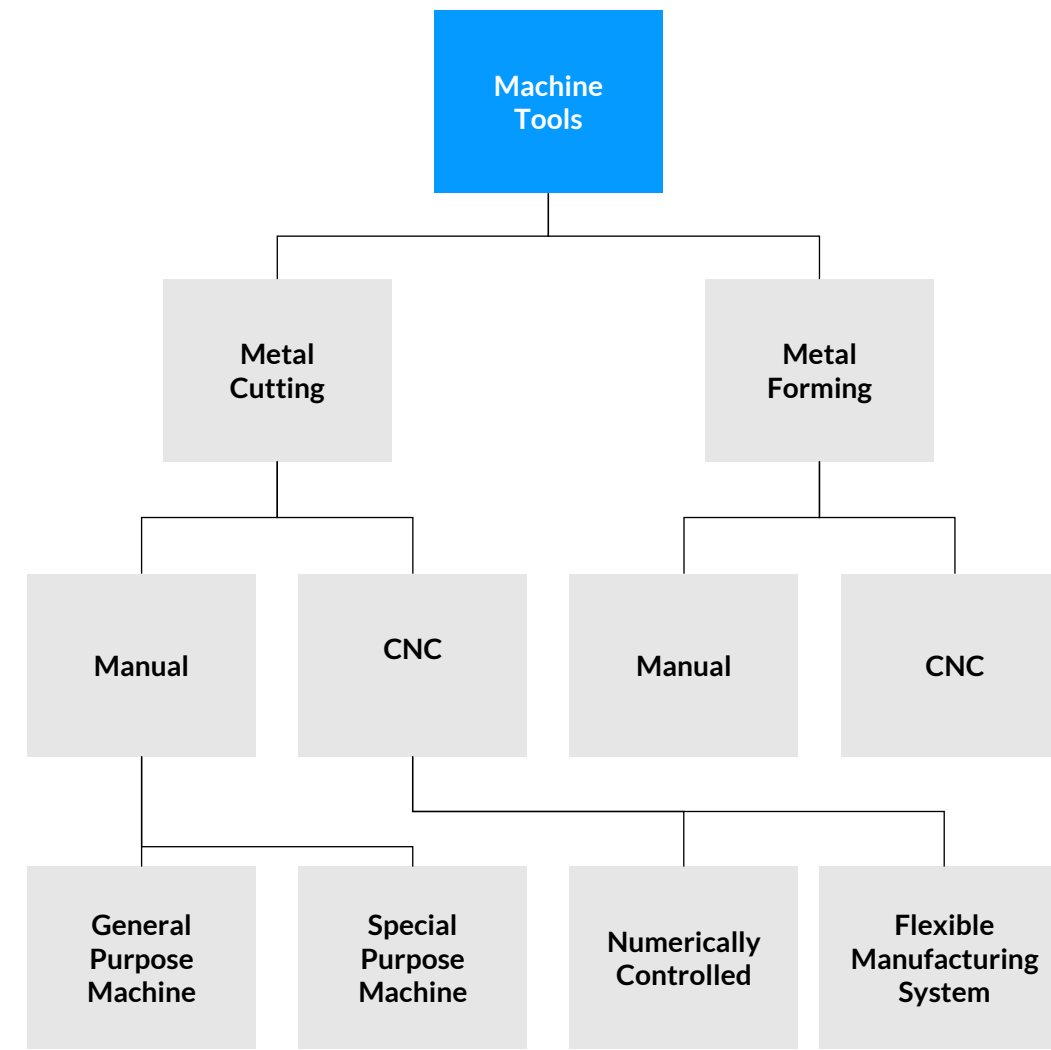 Machine
Tools
Metal
Cutting
Metal
Forming
Manual
CNC
Manual
CNC
General
Purpose
Machine
Special
Purpose
Machine
Numerically
Controlled
Flexible
Manufacturing
System